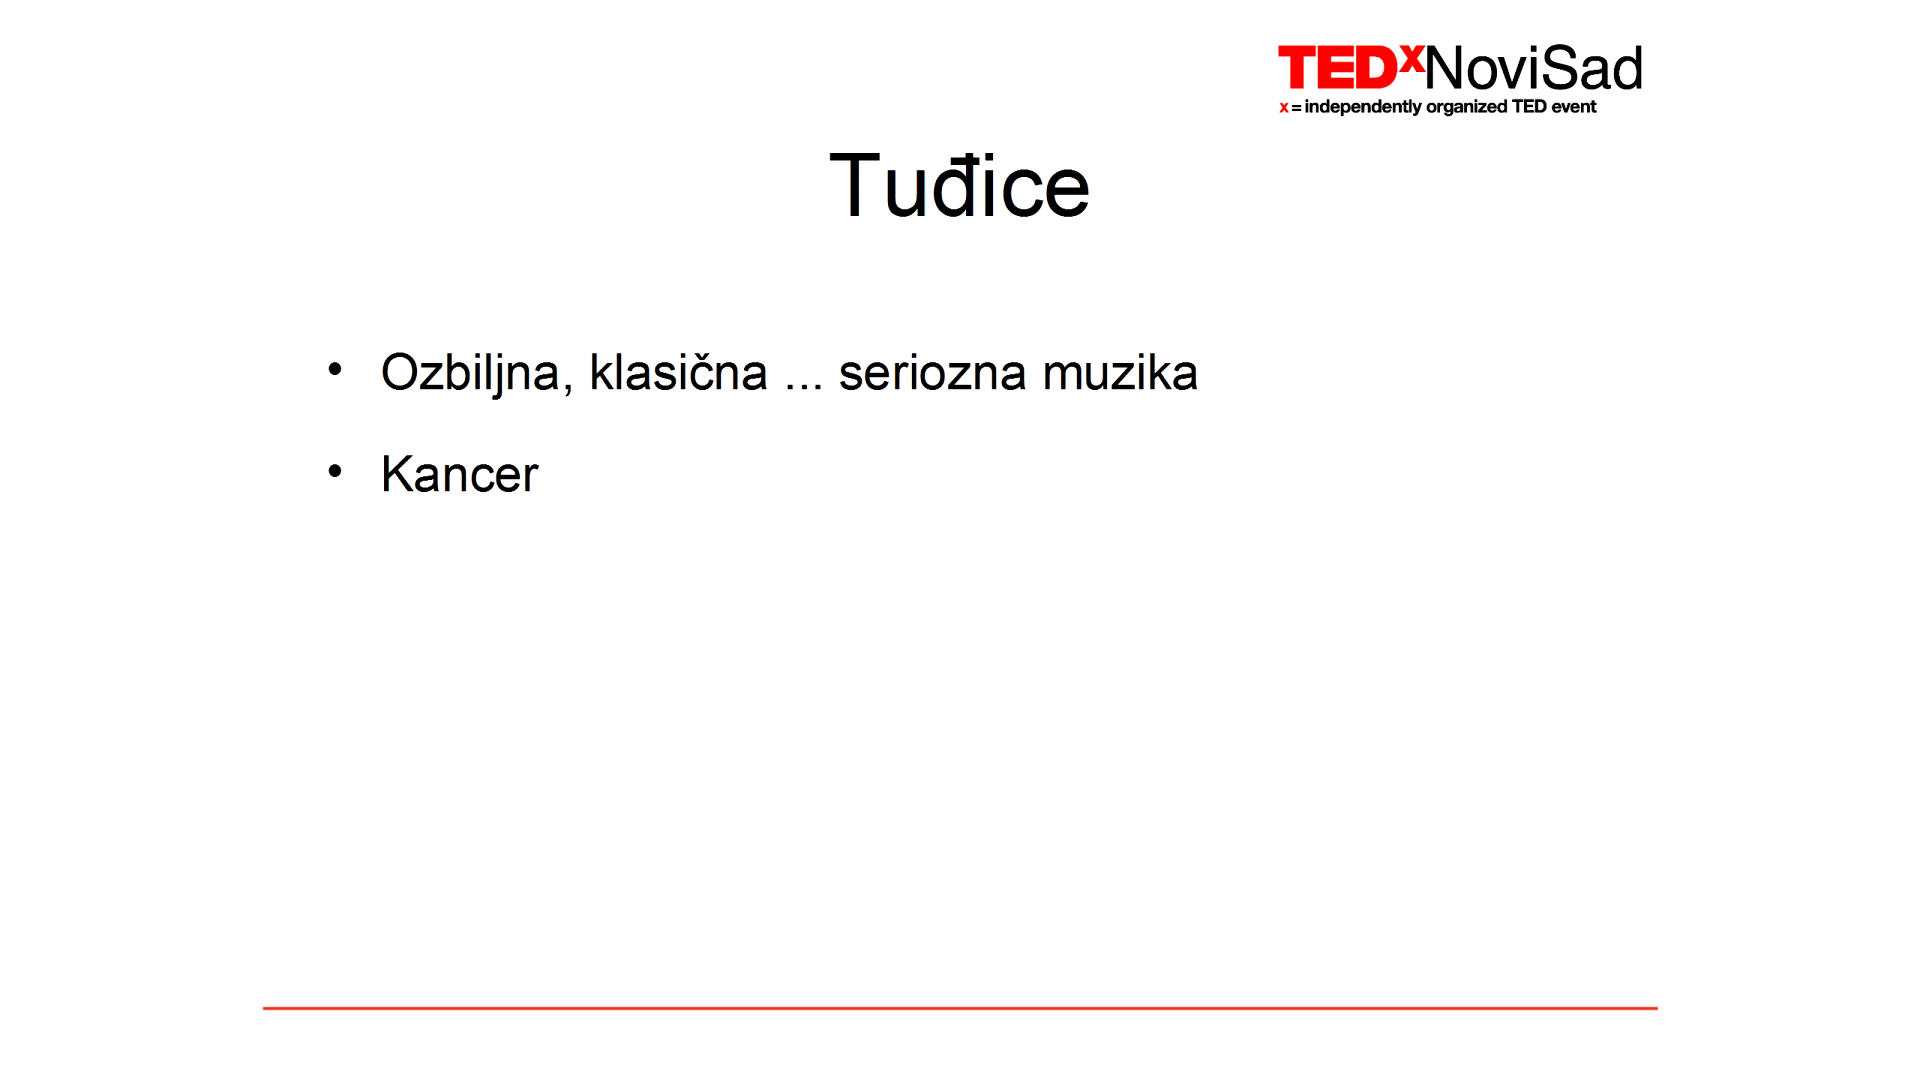 TEDxNoviSad
x = independently organized TED event
Tuđice
• Ozbiljna, klasična ... seriozna muzika
• Kancer